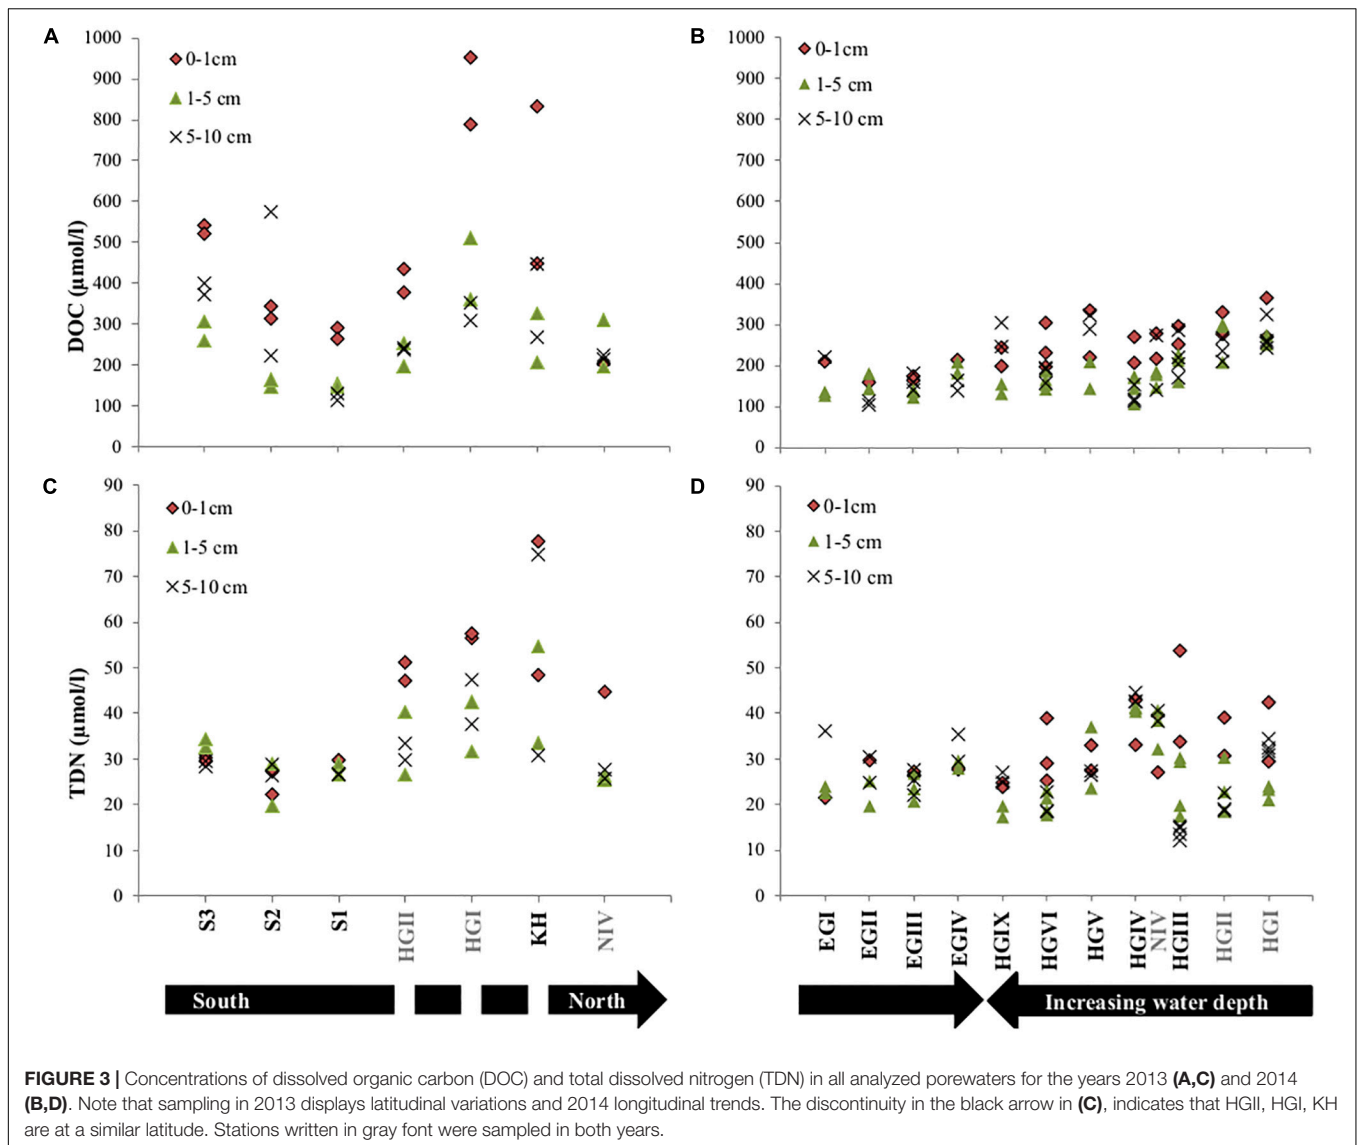 A
1000
900
800
700
600
500
400
300
200
100
0
DOC (µmol/l)
0-1cm
1-5 cm
5-10 cm
B
1000
900
800
700
600
500
400
300
200
100
0
0-1cm
1-5 cm
5-10 cm
C
90
80
70
60
50
40
30
20
10
0
TDN (µmol/l)
0-1cm
1-5 cm
5-10 cm
S3
S2
S1
HGII
HGI
KH
NIV
South
North
D
90
80
70
60
50
40
30
20
10
0
0-1cm
1-5 cm
5-10 cm
EGI
EGII
EGIII
EGIV
HGIX
HGVI
HGV
HGIV
NIV
HGIII
HGII
HGI
Increasing water depth
FIGURE 3 | Concentrations of dissolved organic carbon (DOC) and total dissolved nitrogen (TDN) in all analyzed porewaters for the years 2013 (A,C) and 2014
(B,D). Note that sampling in 2013 displays latitudinal variations and 2014 longitudinal trends. The discontinuity in the black arrow in (C), indicates that HGII, HGI, KH
are at a similar latitude. Stations written in gray font were sampled in both years.